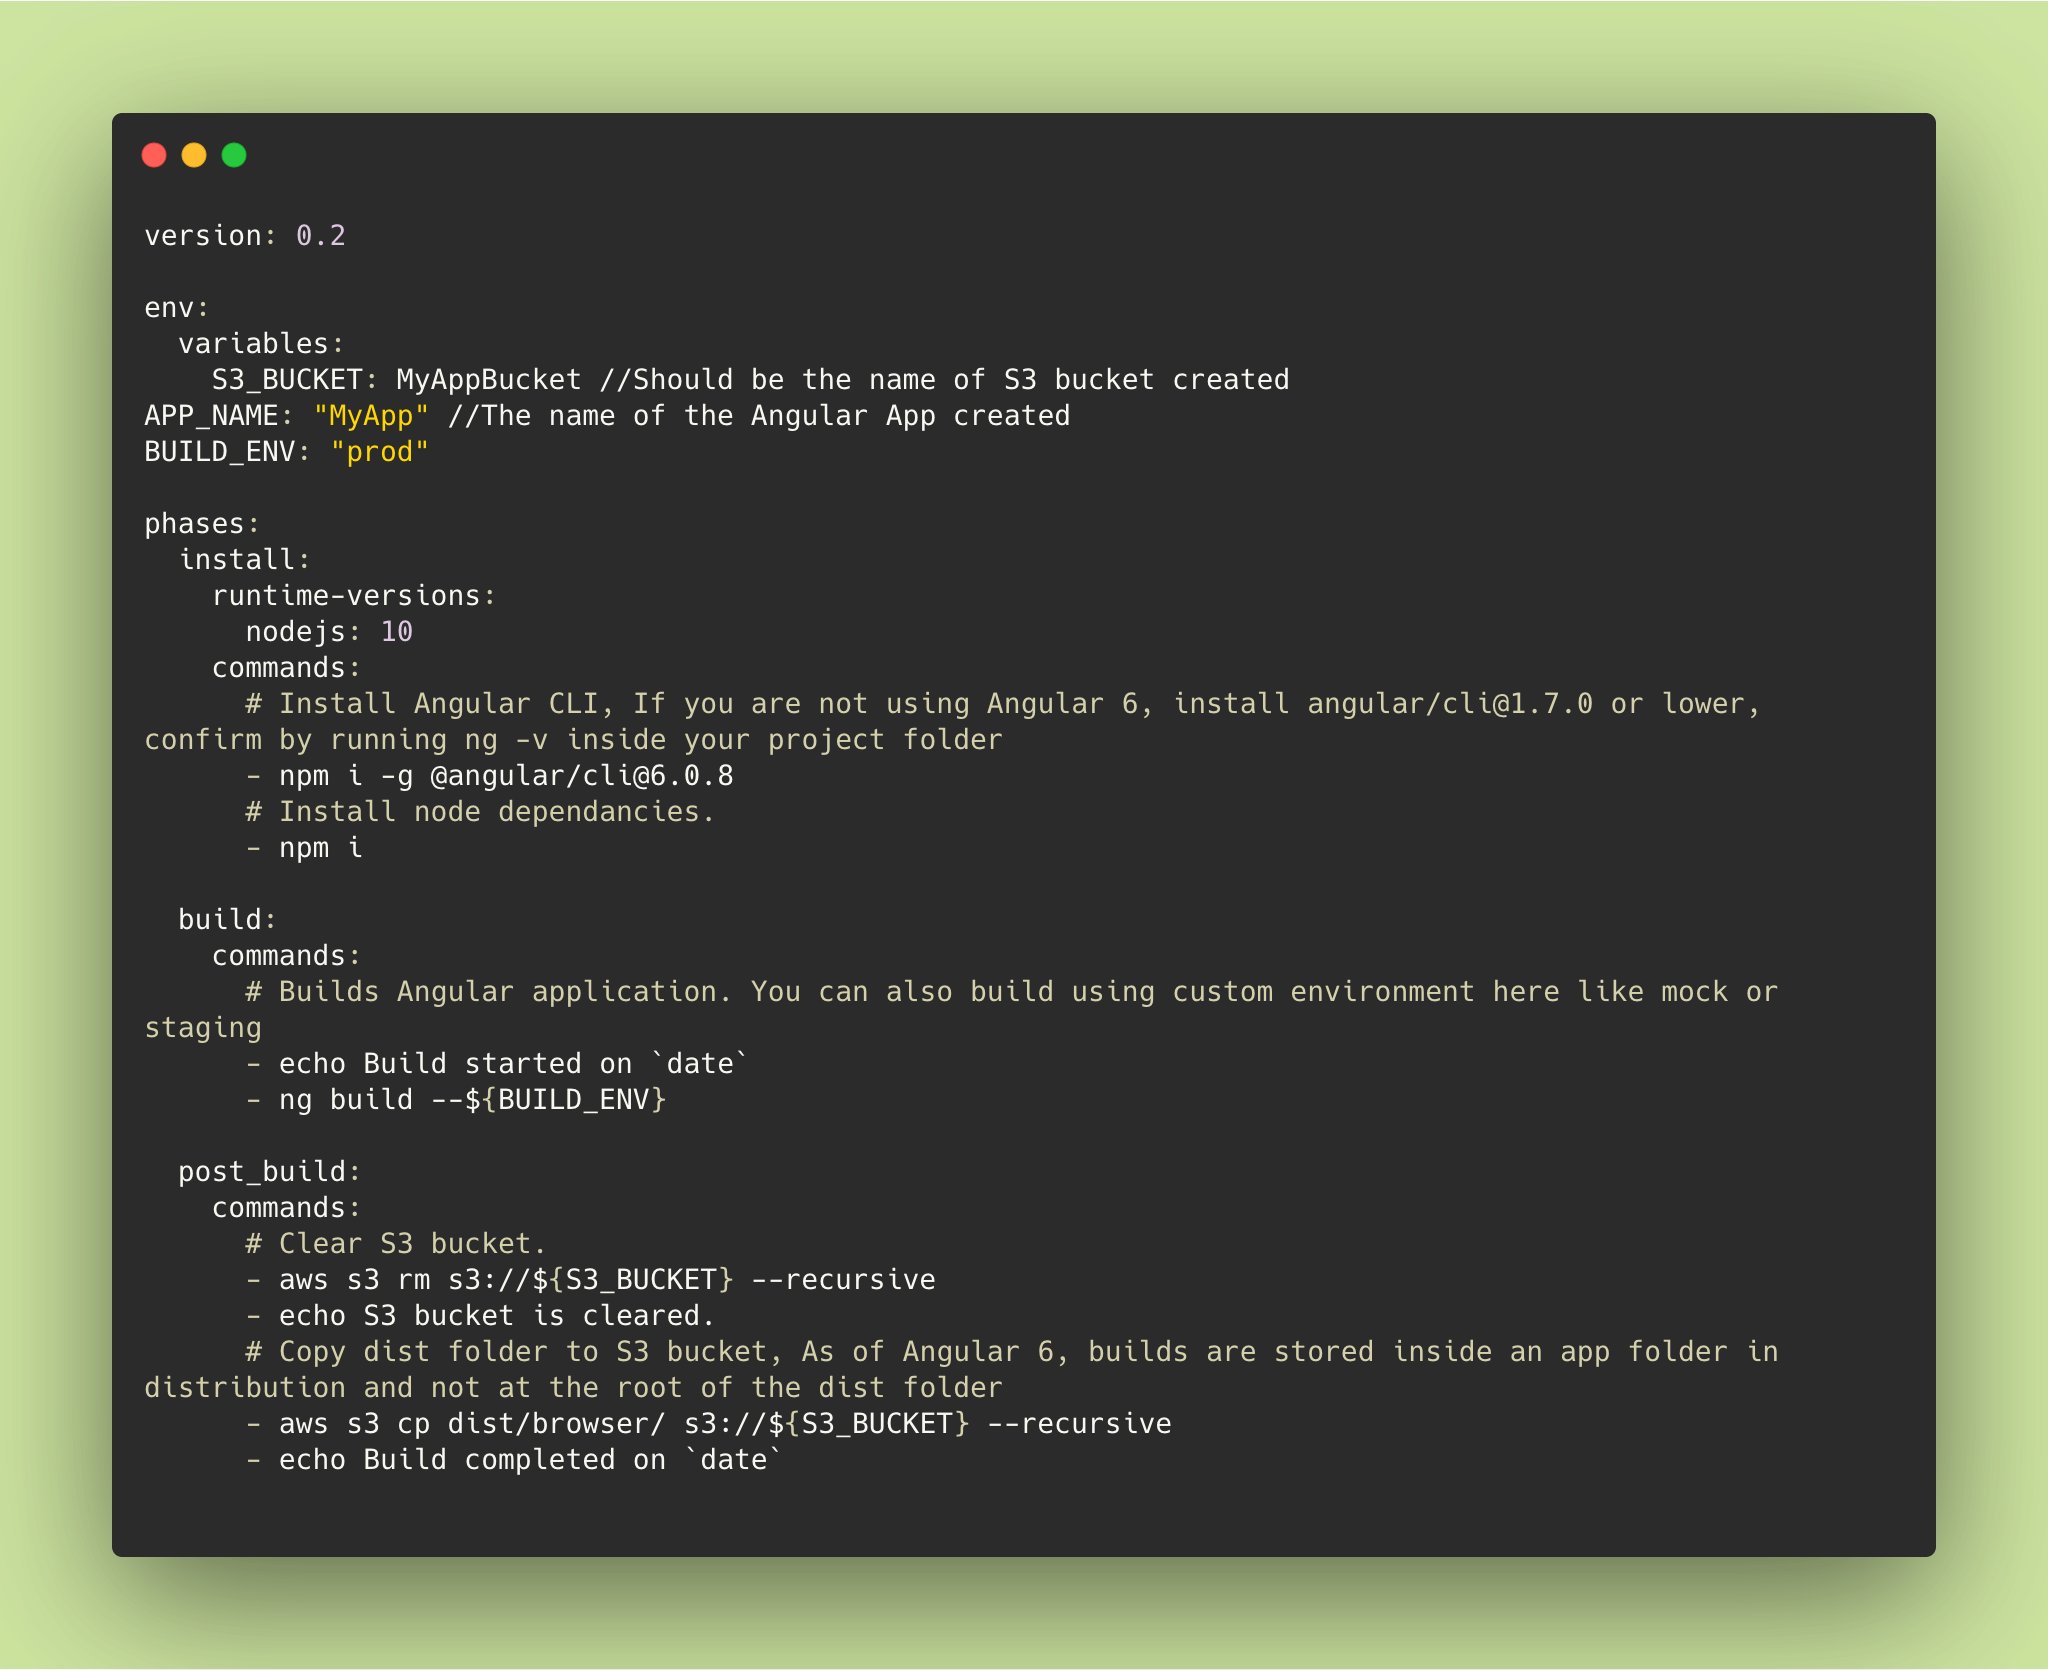 version: 0.2

env:
  variables:
    S3_BUCKET: MyAppBucket //Should be the name of S3 bucket created
APP_NAME: "MyApp" //The name of the Angular App created
BUILD_ENV: "prod"

phases:
  install:
    runtime-versions:
      nodejs: 10
    commands:
      # Install Angular CLI, If you are not using Angular 6, install angular/cli@1.7.0 or lower,
confirm by running ng -v inside your project folder
      - npm i -g @angular/cli@6.0.8
      # Install node dependancies.
      - npm i

  build:
    commands:
      # Builds Angular application. You can also build using custom environment here like mock or
staging
      - echo Build started on `date`
      - ng build --${BUILD_ENV}

  post_build:
    commands:
      # Clear S3 bucket.
      - aws s3 rm s3://${S3_BUCKET} --recursive
      - echo S3 bucket is cleared.
      # Copy dist folder to S3 bucket, As of Angular 6, builds are stored inside an app folder in
distribution and not at the root of the dist folder
      - aws s3 cp dist/browser/ s3://${S3_BUCKET} --recursive
      - echo Build completed on `date`